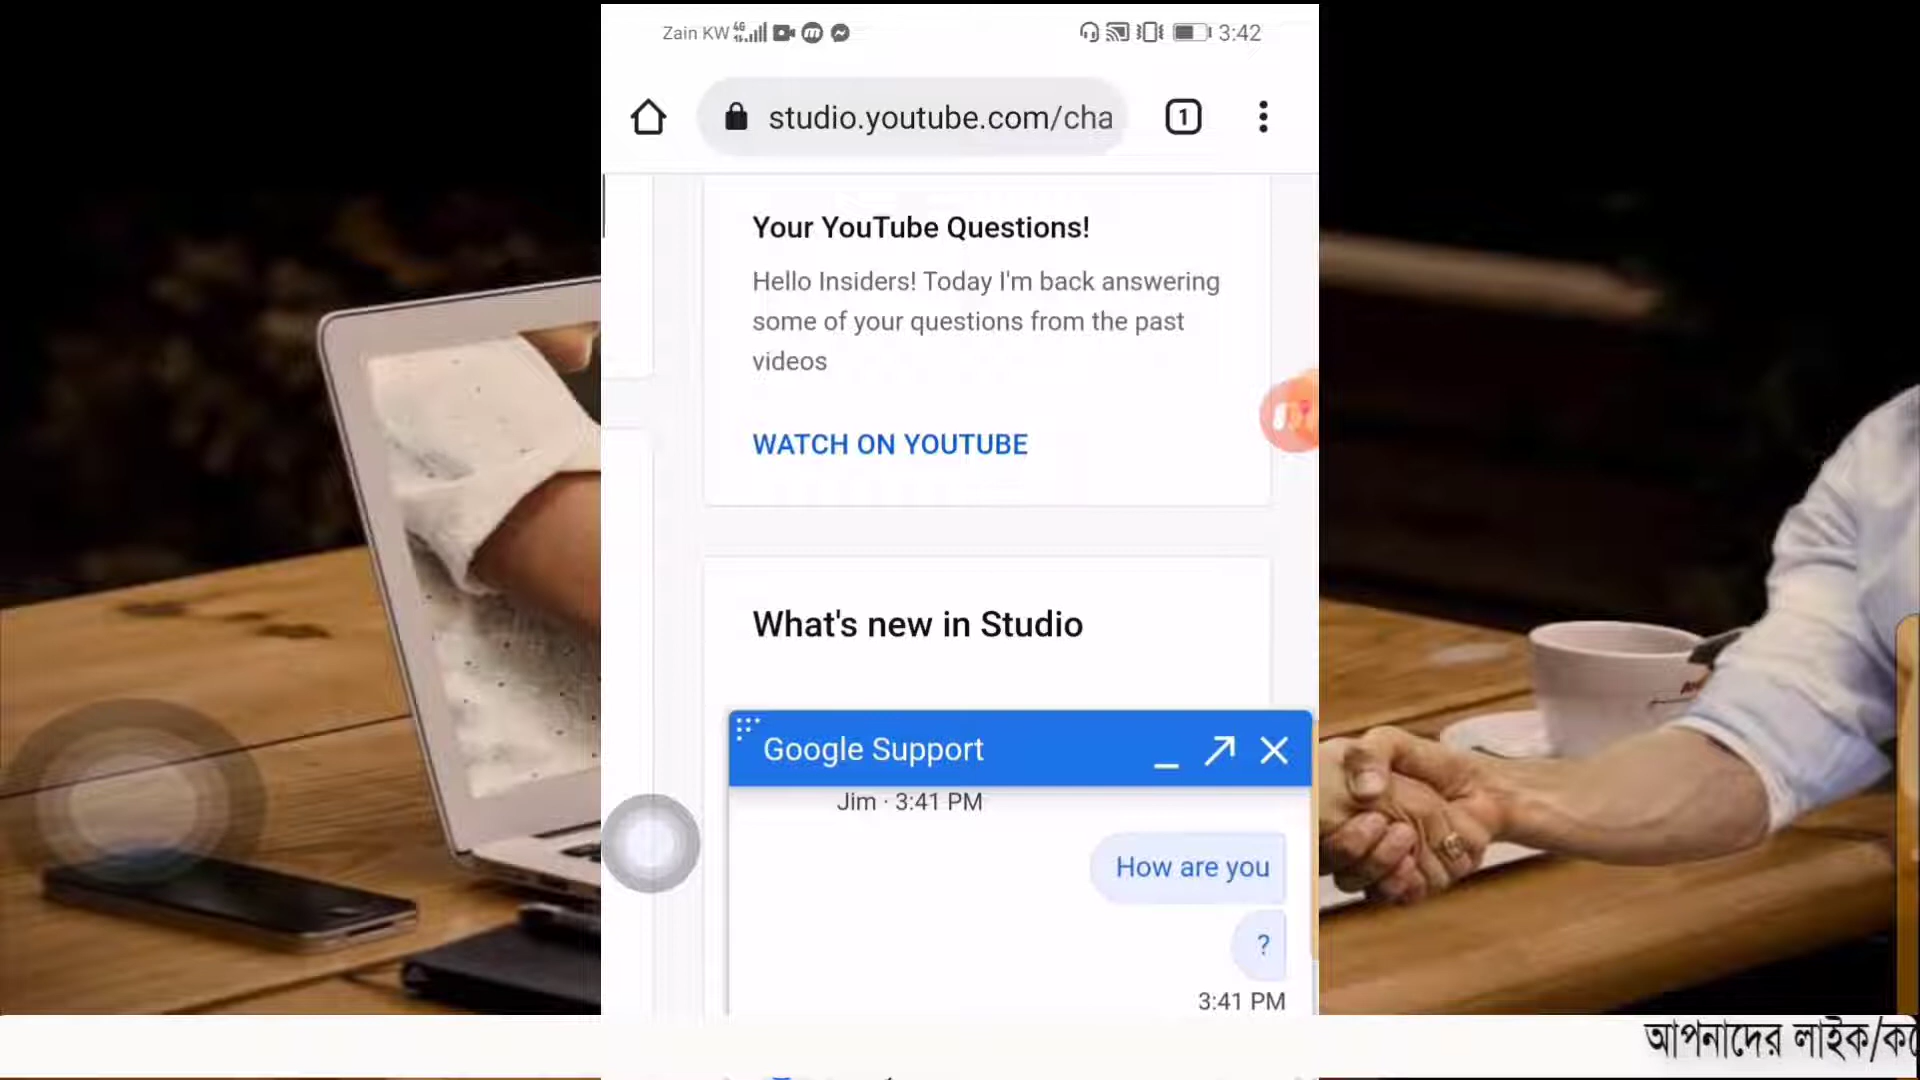 Zain KW 4G 3:42
studio.youtube.com/cha 1
Your YouTube Questions!
Hello Insiders! Today I'm back answering
some of your questions from the past
videos
WATCH ON YOUTUBE
What's new in Studio
Google Support
Jim · 3:41 PM
How are you
?
3:41 PM
আপনাদের লাইক/ক